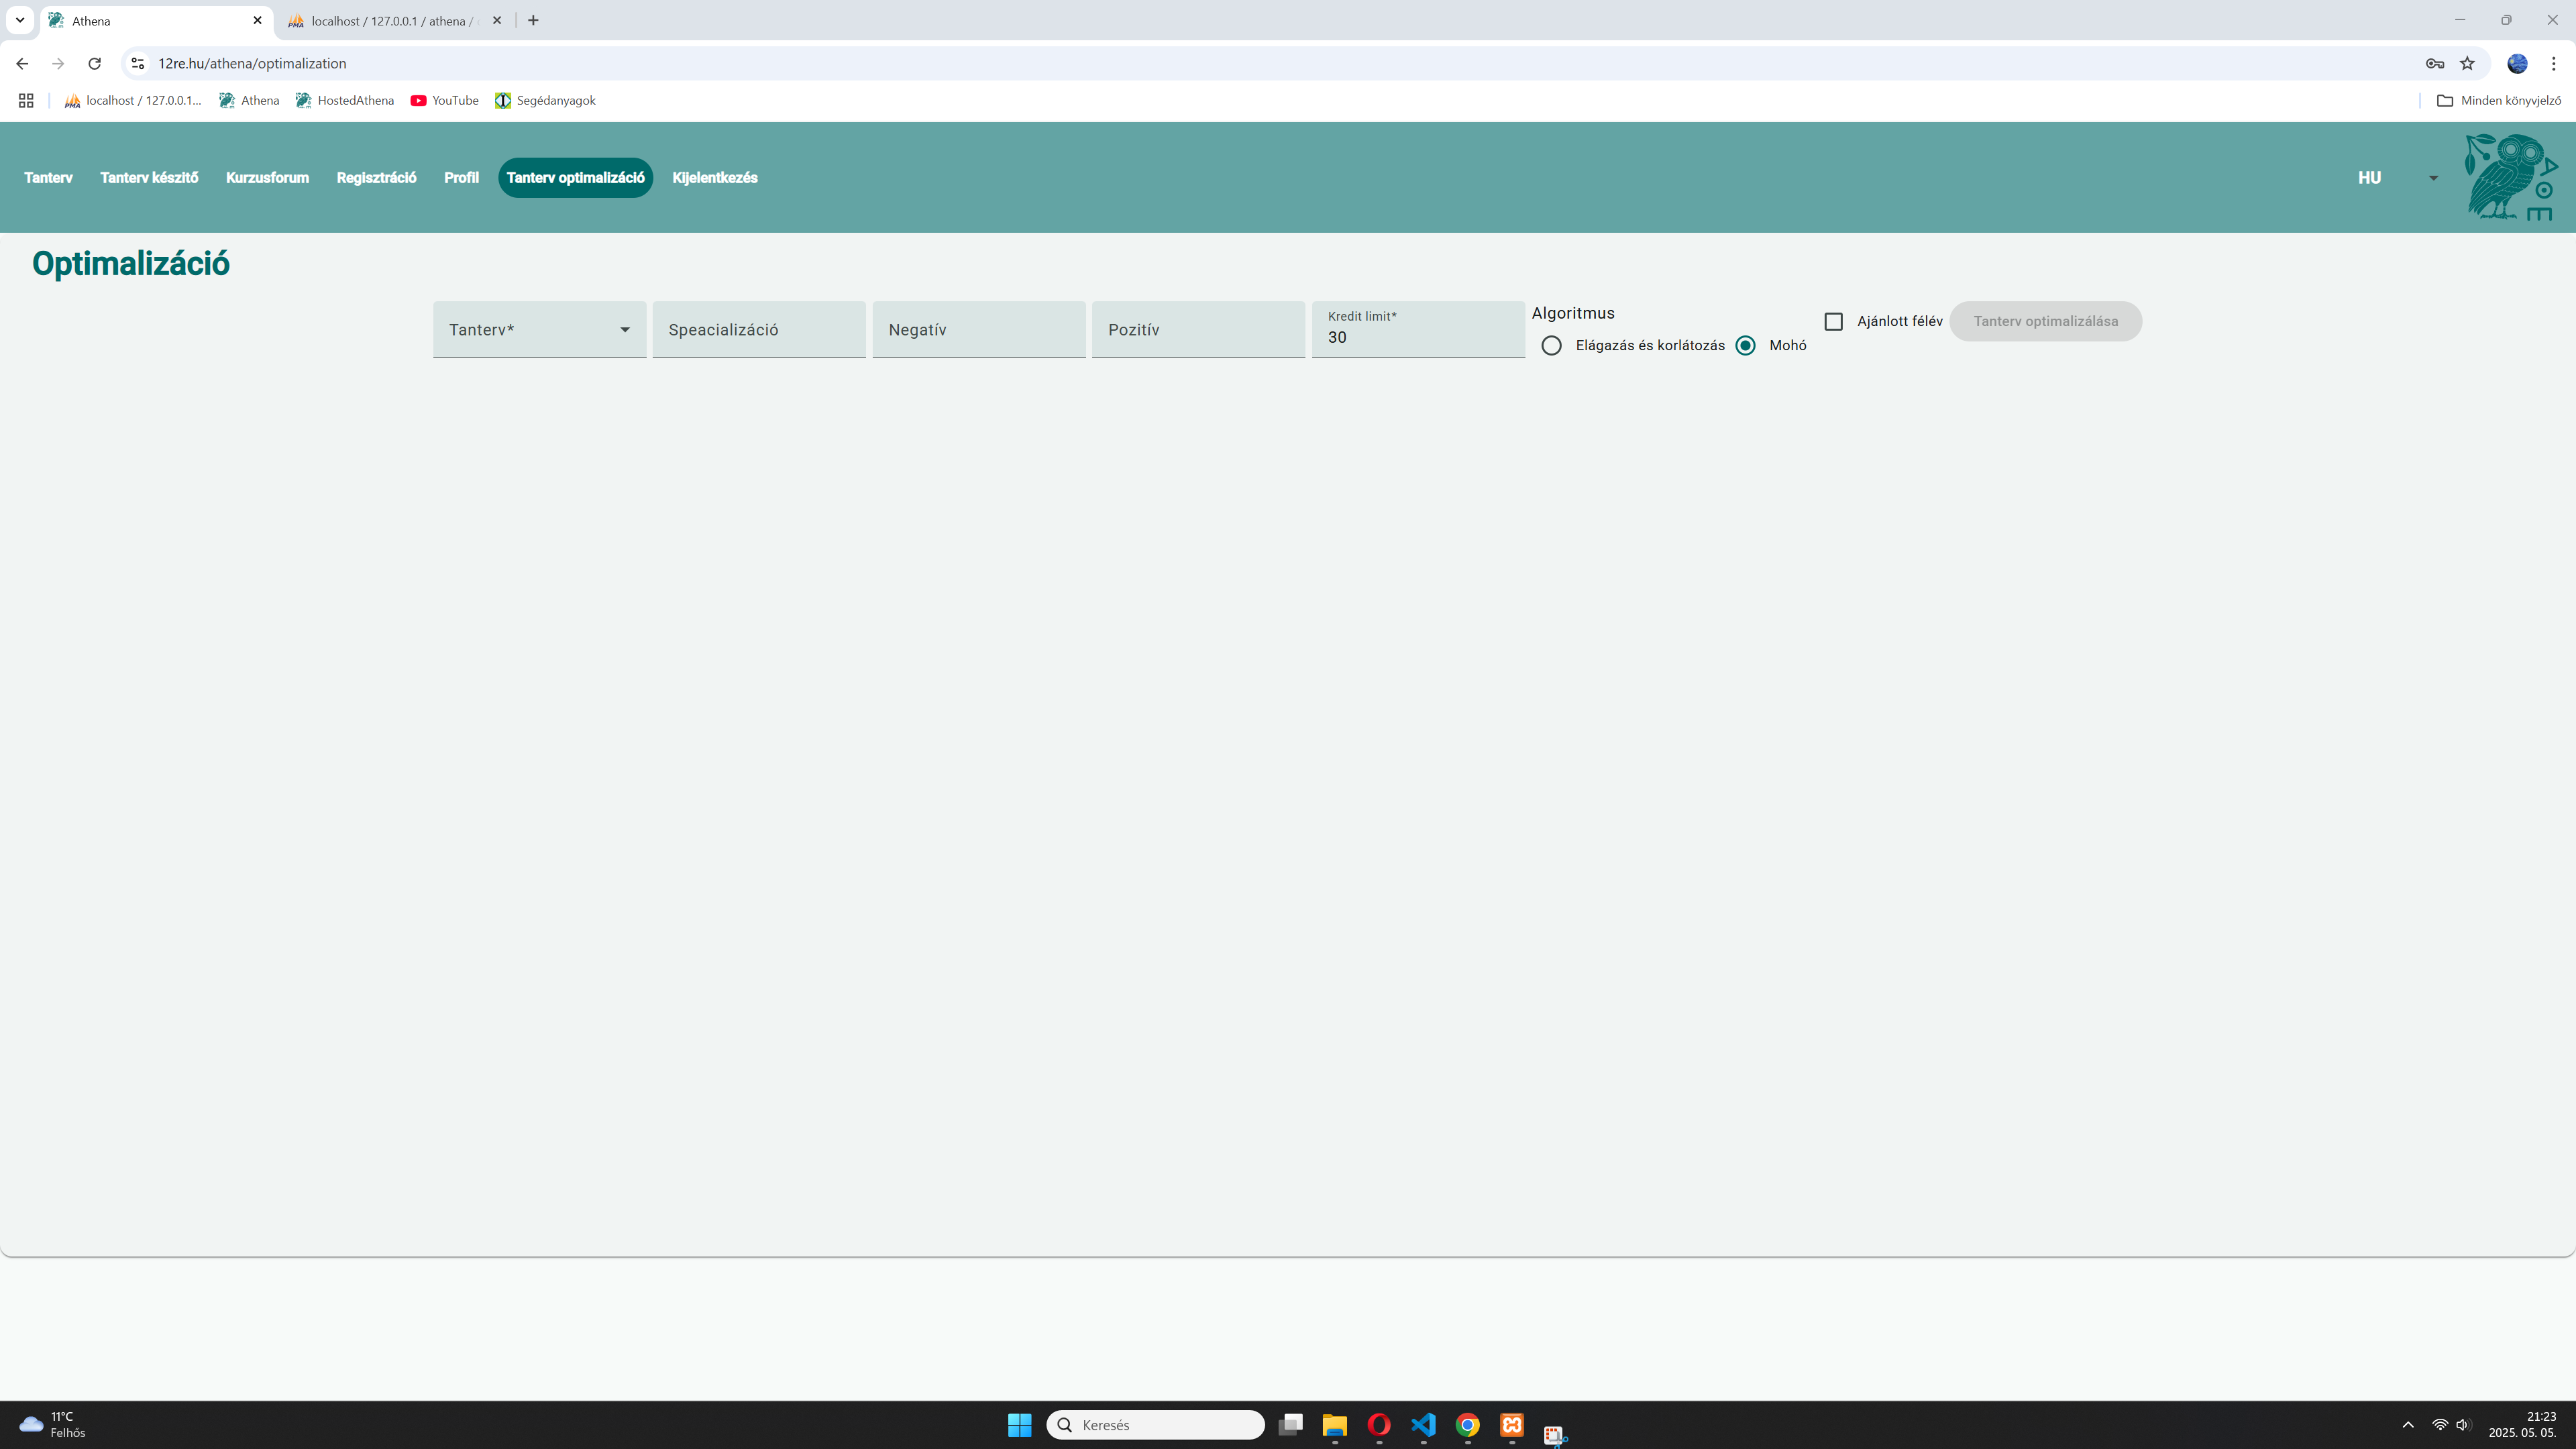 Athena
localhost / 127.0.0.1 / athena /
12re.hu/athena/optimalization
localhost / 127.0.0.1...
Athena
HostedAthena
YouTube
Segédanyagok
Minden könyvjelző
Tanterv
Tanterv készitő
Kurzusforum
Regisztráció
Profil
Tanterv optimalizáció
Kijelentkezés
HU
AOE
Optimalizáció
Tanterv*
Speacializáció
Negatív
Pozitív
Kredit limit*
30
Algoritmus
Elágazás és korlátozás
Mohó
Ajánlott félév
Tanterv optimalizálása
11°C
Felhős
Keresés
21:23
2025. 05. 05.